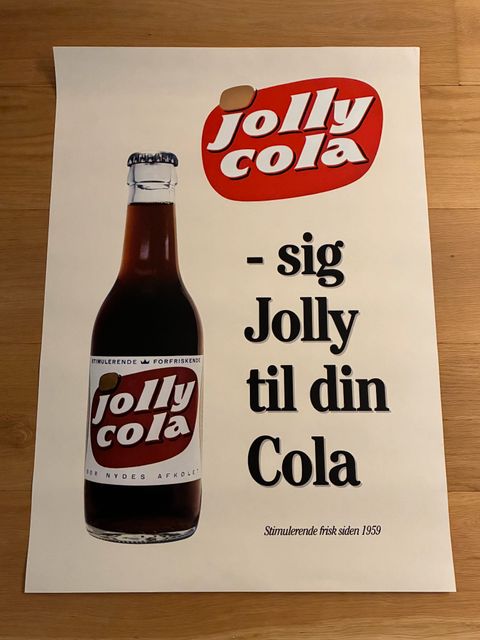 jolly
cola
- sig
Jolly
til din
Cola
Stimulerende frisk siden 1959
STIMULERENDE FORFRISKENDE
jolly
cola
BØR NYDES AFKØLET